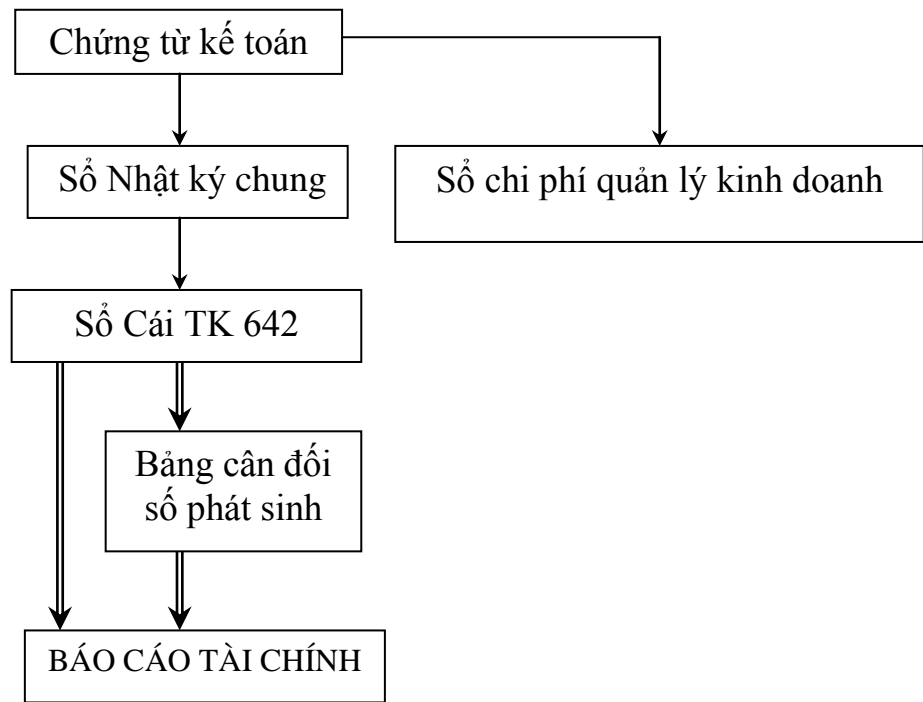 Chứng từ kế toán
Sổ Nhật ký chung
Sổ chi phí quản lý kinh doanh
Sổ Cái TK 642
Bảng cân đối
số phát sinh
BÁO CÁO TÀI CHÍNH